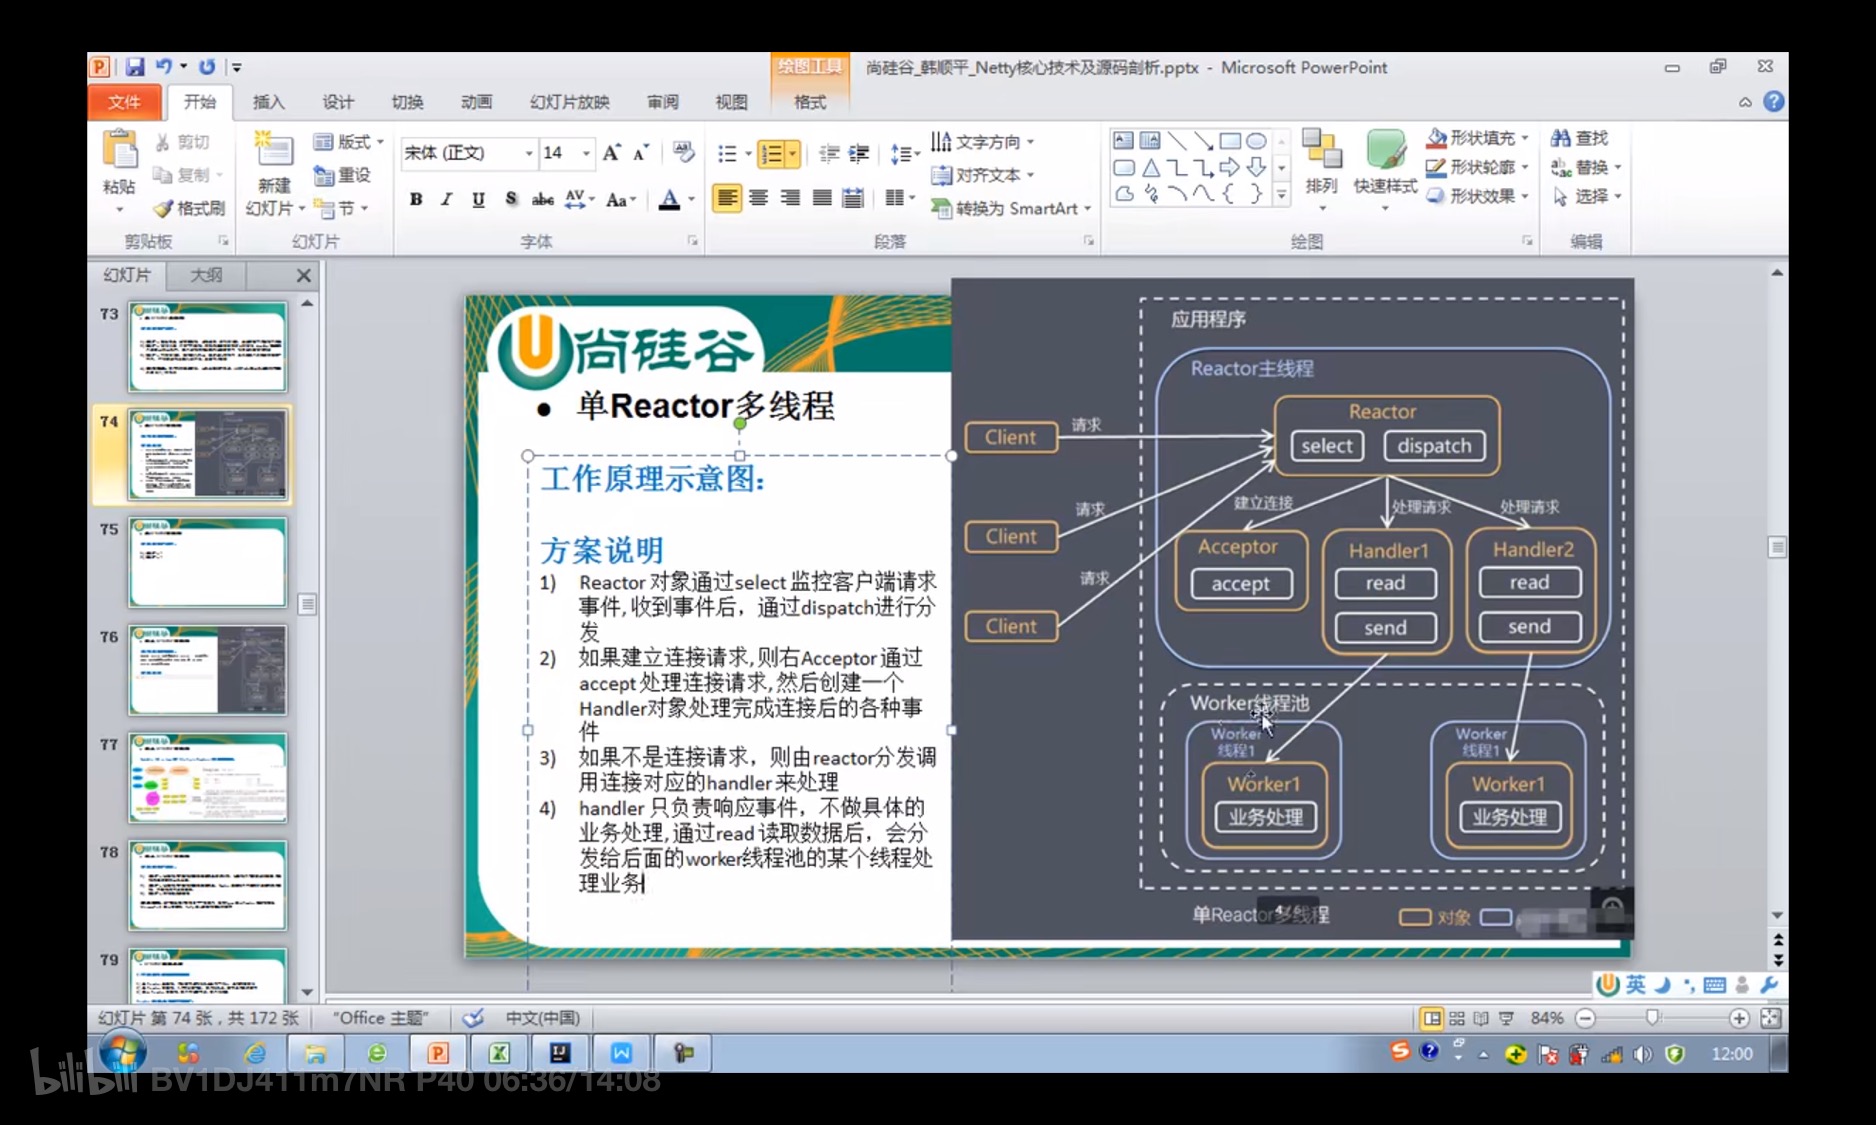 尚硅谷_韩顺平_Netty核心技术及源码剖析.pptx - Microsoft PowerPoint
绘图工具
文件 开始 插入 设计 切换 动画 幻灯片放映 审阅 视图 格式
粘贴 剪切 复制 格式刷
剪贴板
新建幻灯片 版式 重设 节
幻灯片
宋体 (正文) 14
B I U S abc AV Aa A
字体
文字方向
对齐文本
转换为 SmartArt
段落
排列 快速样式 形状填充 形状轮廓 形状效果
绘图
查找
替换
选择
编辑
幻灯片 大纲
73
74
75
76
77
78
79
尚硅谷
● 单Reactor多线程
工作原理示意图:
方案说明
1) Reactor 对象通过select 监控客户端请求
事件, 收到事件后，通过dispatch进行分
发
2) 如果建立连接请求, 则右Acceptor 通过
accept 处理连接请求, 然后创建一个
Handler对象处理完成连接后的各种事
件
3) 如果不是连接请求，则由reactor分发调
用连接对应的handler 来处理
4) handler 只负责响应事件，不做具体的
业务处理, 通过read 读取数据后，会分
发给后面的worker线程池的某个线程处
理业务
应用程序
Reactor主线程
Reactor
select dispatch
Client 请求
Client 请求
Client 请求
建立连接 处理请求 处理请求
Acceptor
accept
Handler1
read
send
Handler2
read
send
Worker线程池
Worker
线程1
Worker1
业务处理
Worker
线程1
Worker1
业务处理
单Reactor多线程
对象
英
幻灯片 第 74 张，共 172 张 "Office 主题" 中文(中国) 84%
12:00
bilibili BV1DJ411m7NR P40 06:36/14:08